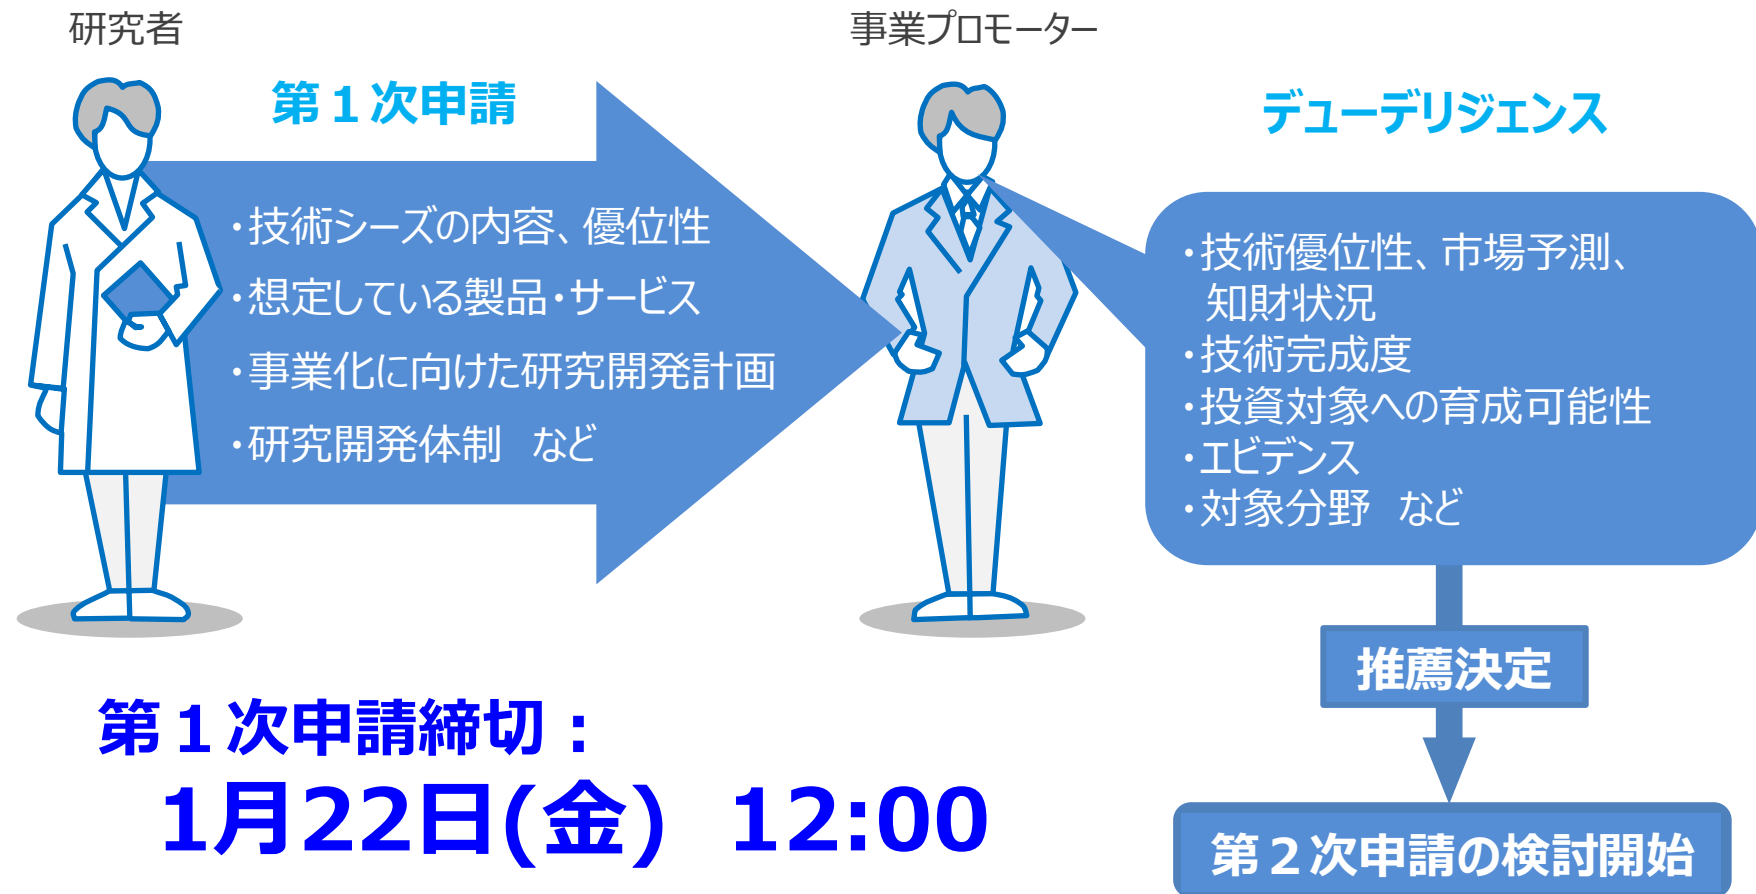 研究者
事業プロモーター
第１次申請
・技術シーズの内容、優位性
・想定している製品・サービス
・事業化に向けた研究開発計画
・研究開発体制　など
デューデリジェンス
・技術優位性、市場予測、
知財状況
・技術完成度
・投資対象への育成可能性
・エビデンス
・対象分野　など
推薦決定
第２次申請の検討開始
第１次申請締切：
1月22日(金)　12:00